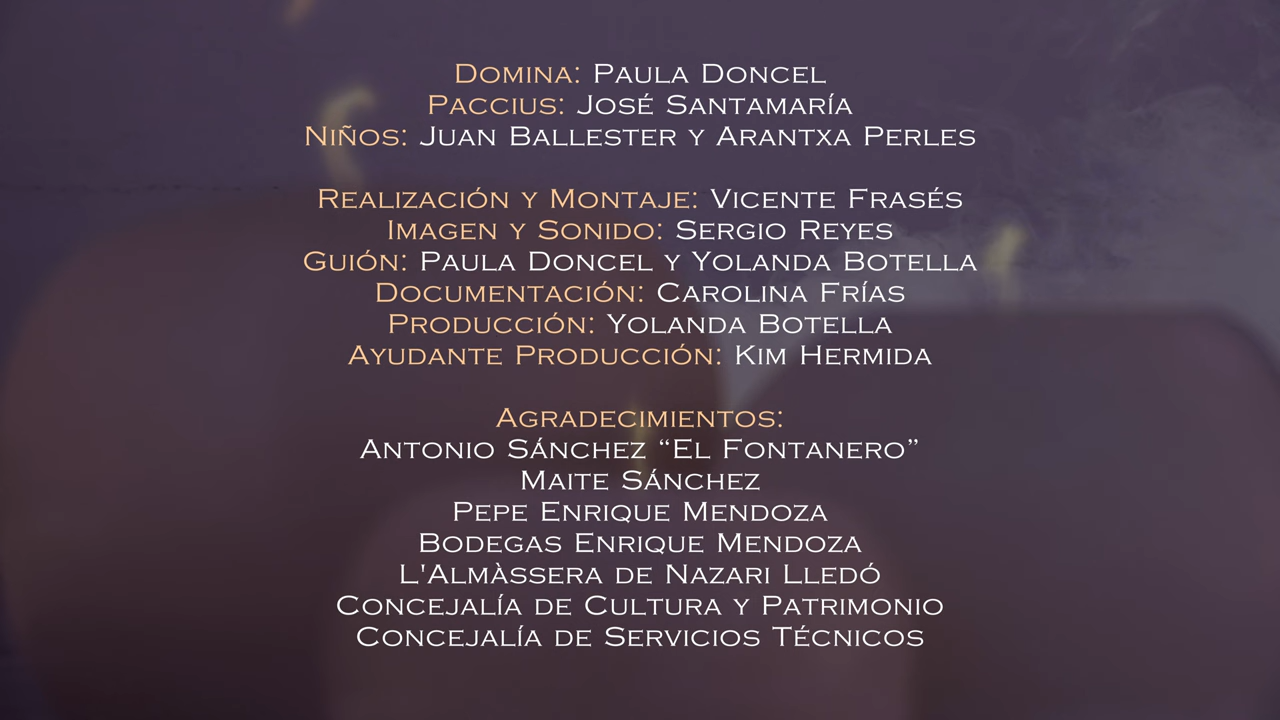 Domina: Paula Doncel
Paccius: José Santamaría
Niños: Juan Ballester y Arantxa Perles
Realización y Montaje: Vicente Frasés
Imagen y Sonido: Sergio Reyes
Guión: Paula Doncel y Yolanda Botella
Documentación: Carolina Frías
Producción: Yolanda Botella
Ayudante Producción: Kim Hermida
Agradecimientos:
Antonio Sánchez “El Fontanero”
Maite Sánchez
Pepe Enrique Mendoza
Bodegas Enrique Mendoza
L'Almàssera de Nazari Lledó
Concejalía de Cultura y Patrimonio
Concejalía de Servicios Técnicos